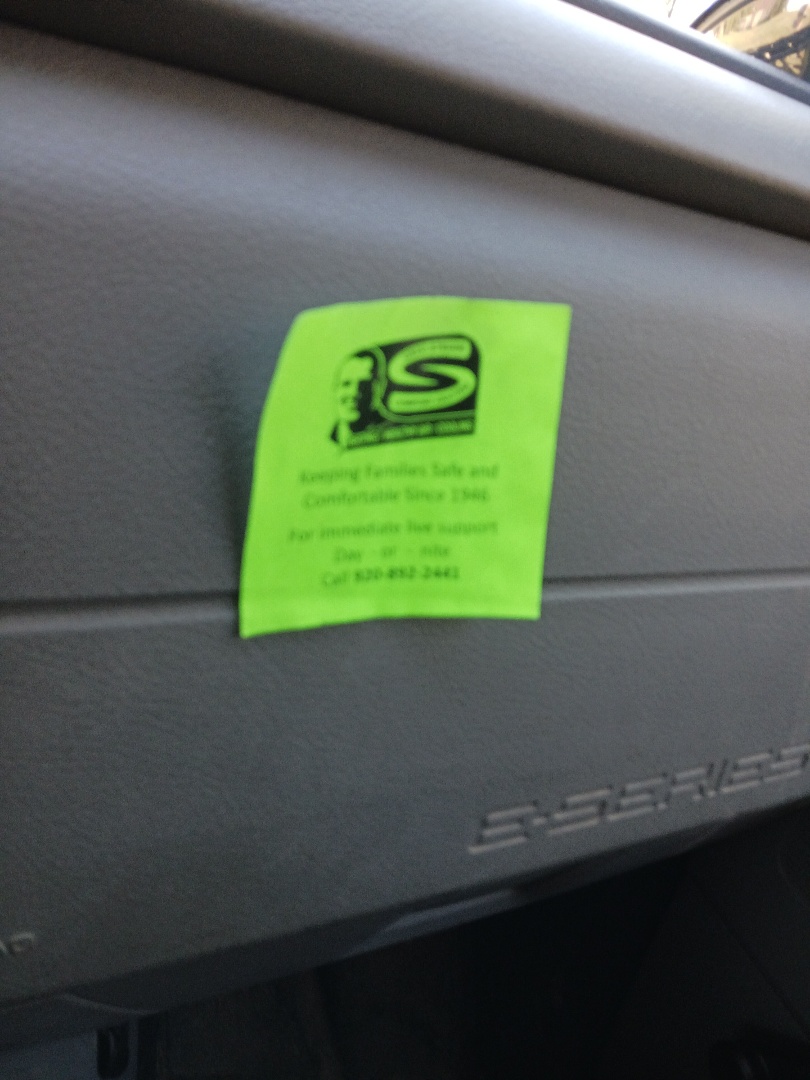 S
Keeping Families Safe and
Comfortable Since 1946
For immediate live support
Day - or - nite
Call 920-892-2441
E-SERIES